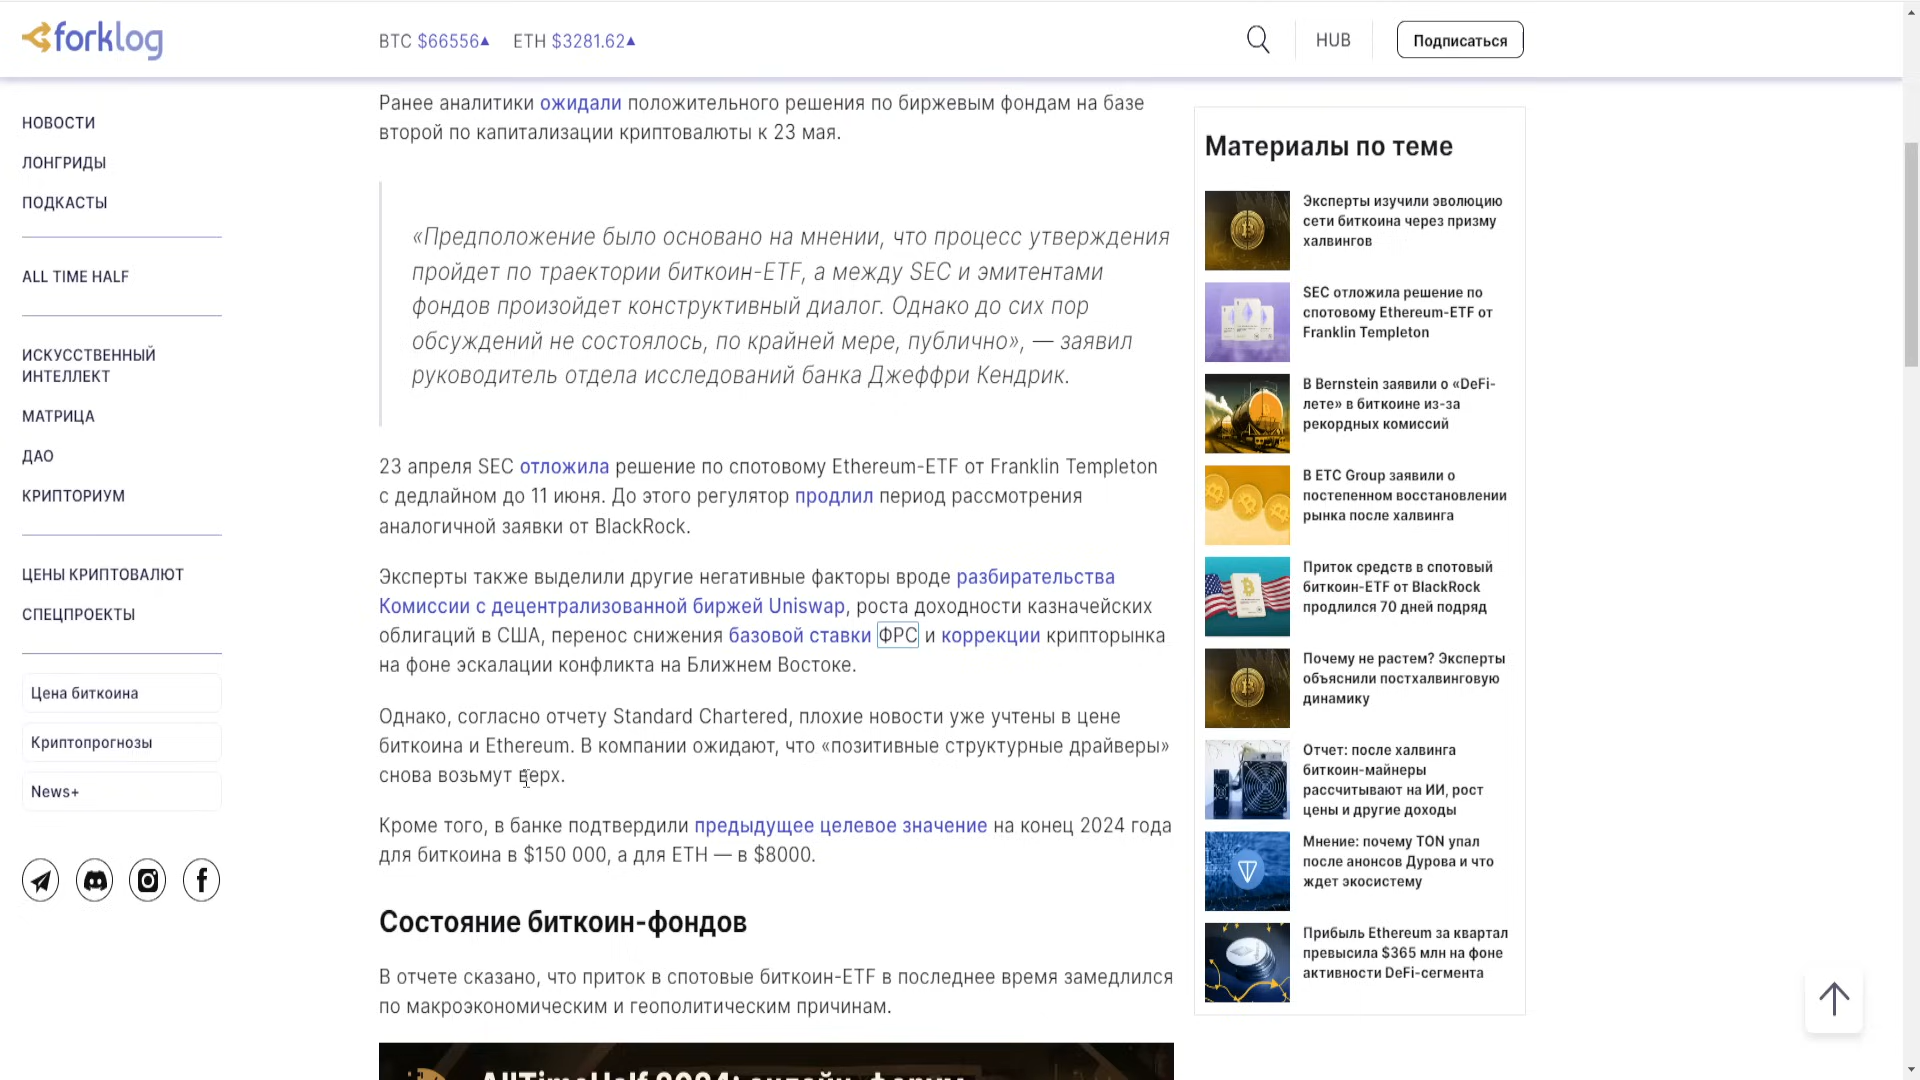 forklog
BTC $66556▲ ETH $3281.62▲
HUB
Подписаться
НОВОСТИ
ЛОНГРИДЫ
ПОДКАСТЫ
ALL TIME HALF
ИСКУССТВЕННЫЙ
ИНТЕЛЛЕКТ
МАТРИЦА
ДАО
КРИПТОРИУМ
ЦЕНЫ КРИПТОВАЛЮТ
СПЕЦПРОЕКТЫ
Цена биткоина
Криптопрогнозы
News+
Ранее аналитики ожидали положительного решения по биржевым фондам на базе
второй по капитализации криптовалюты к 23 мая.
«Предположение было основано на мнении, что процесс утверждения
пройдет по траектории биткоин-ETF, а между SEC и эмитентами
фондов произойдет конструктивный диалог. Однако до сих пор
обсуждений не состоялось, по крайней мере, публично», — заявил
руководитель отдела исследований банка Джеффри Кендрик.
23 апреля SEC отложила решение по спотовому Ethereum-ETF от Franklin Templeton
с дедлайном до 11 июня. До этого регулятор продлил период рассмотрения
аналогичной заявки от BlackRock.
Эксперты также выделили другие негативные факторы вроде разбирательства
Комиссии с децентрализованной биржей Uniswap, роста доходности казначейских
облигаций в США, перенос снижения базовой ставки ФРС и коррекции крипторынка
на фоне эскалации конфликта на Ближнем Востоке.
Однако, согласно отчету Standard Chartered, плохие новости уже учтены в цене
биткоина и Ethereum. В компании ожидают, что «позитивные структурные драйверы»
снова возьмут верх.
Кроме того, в банке подтвердили предыдущее целевое значение на конец 2024 года
для биткоина в $150 000, а для ETH — в $8000.
Состояние биткоин-фондов
В отчете сказано, что приток в спотовые биткоин-ETF в последнее время замедлился
по макроэкономическим и геополитическим причинам.
AllTimeHalf 2024: онлайн-форум
Материалы по теме
Эксперты изучили эволюцию
сети биткоина через призму
халвингов
SEC отложила решение по
спотовому Ethereum-ETF от
Franklin Templeton
В Bernstein заявили о «DeFi-
лете» в биткоине из-за
рекордных комиссий
В ETC Group заявили о
постепенном восстановлении
рынка после халвинга
Приток средств в спотовый
биткоин-ETF от BlackRock
продлился 70 дней подряд
Почему не растем? Эксперты
объяснили постхалвинговую
динамику
Отчет: после халвинга
биткоин-майнеры
рассчитывают на ИИ, рост
цены и другие доходы
Мнение: почему TON упал
после анонсов Дурова и что
ждет экосистему
Прибыль Ethereum за квартал
превысила $365 млн на фоне
активности DeFi-сегмента